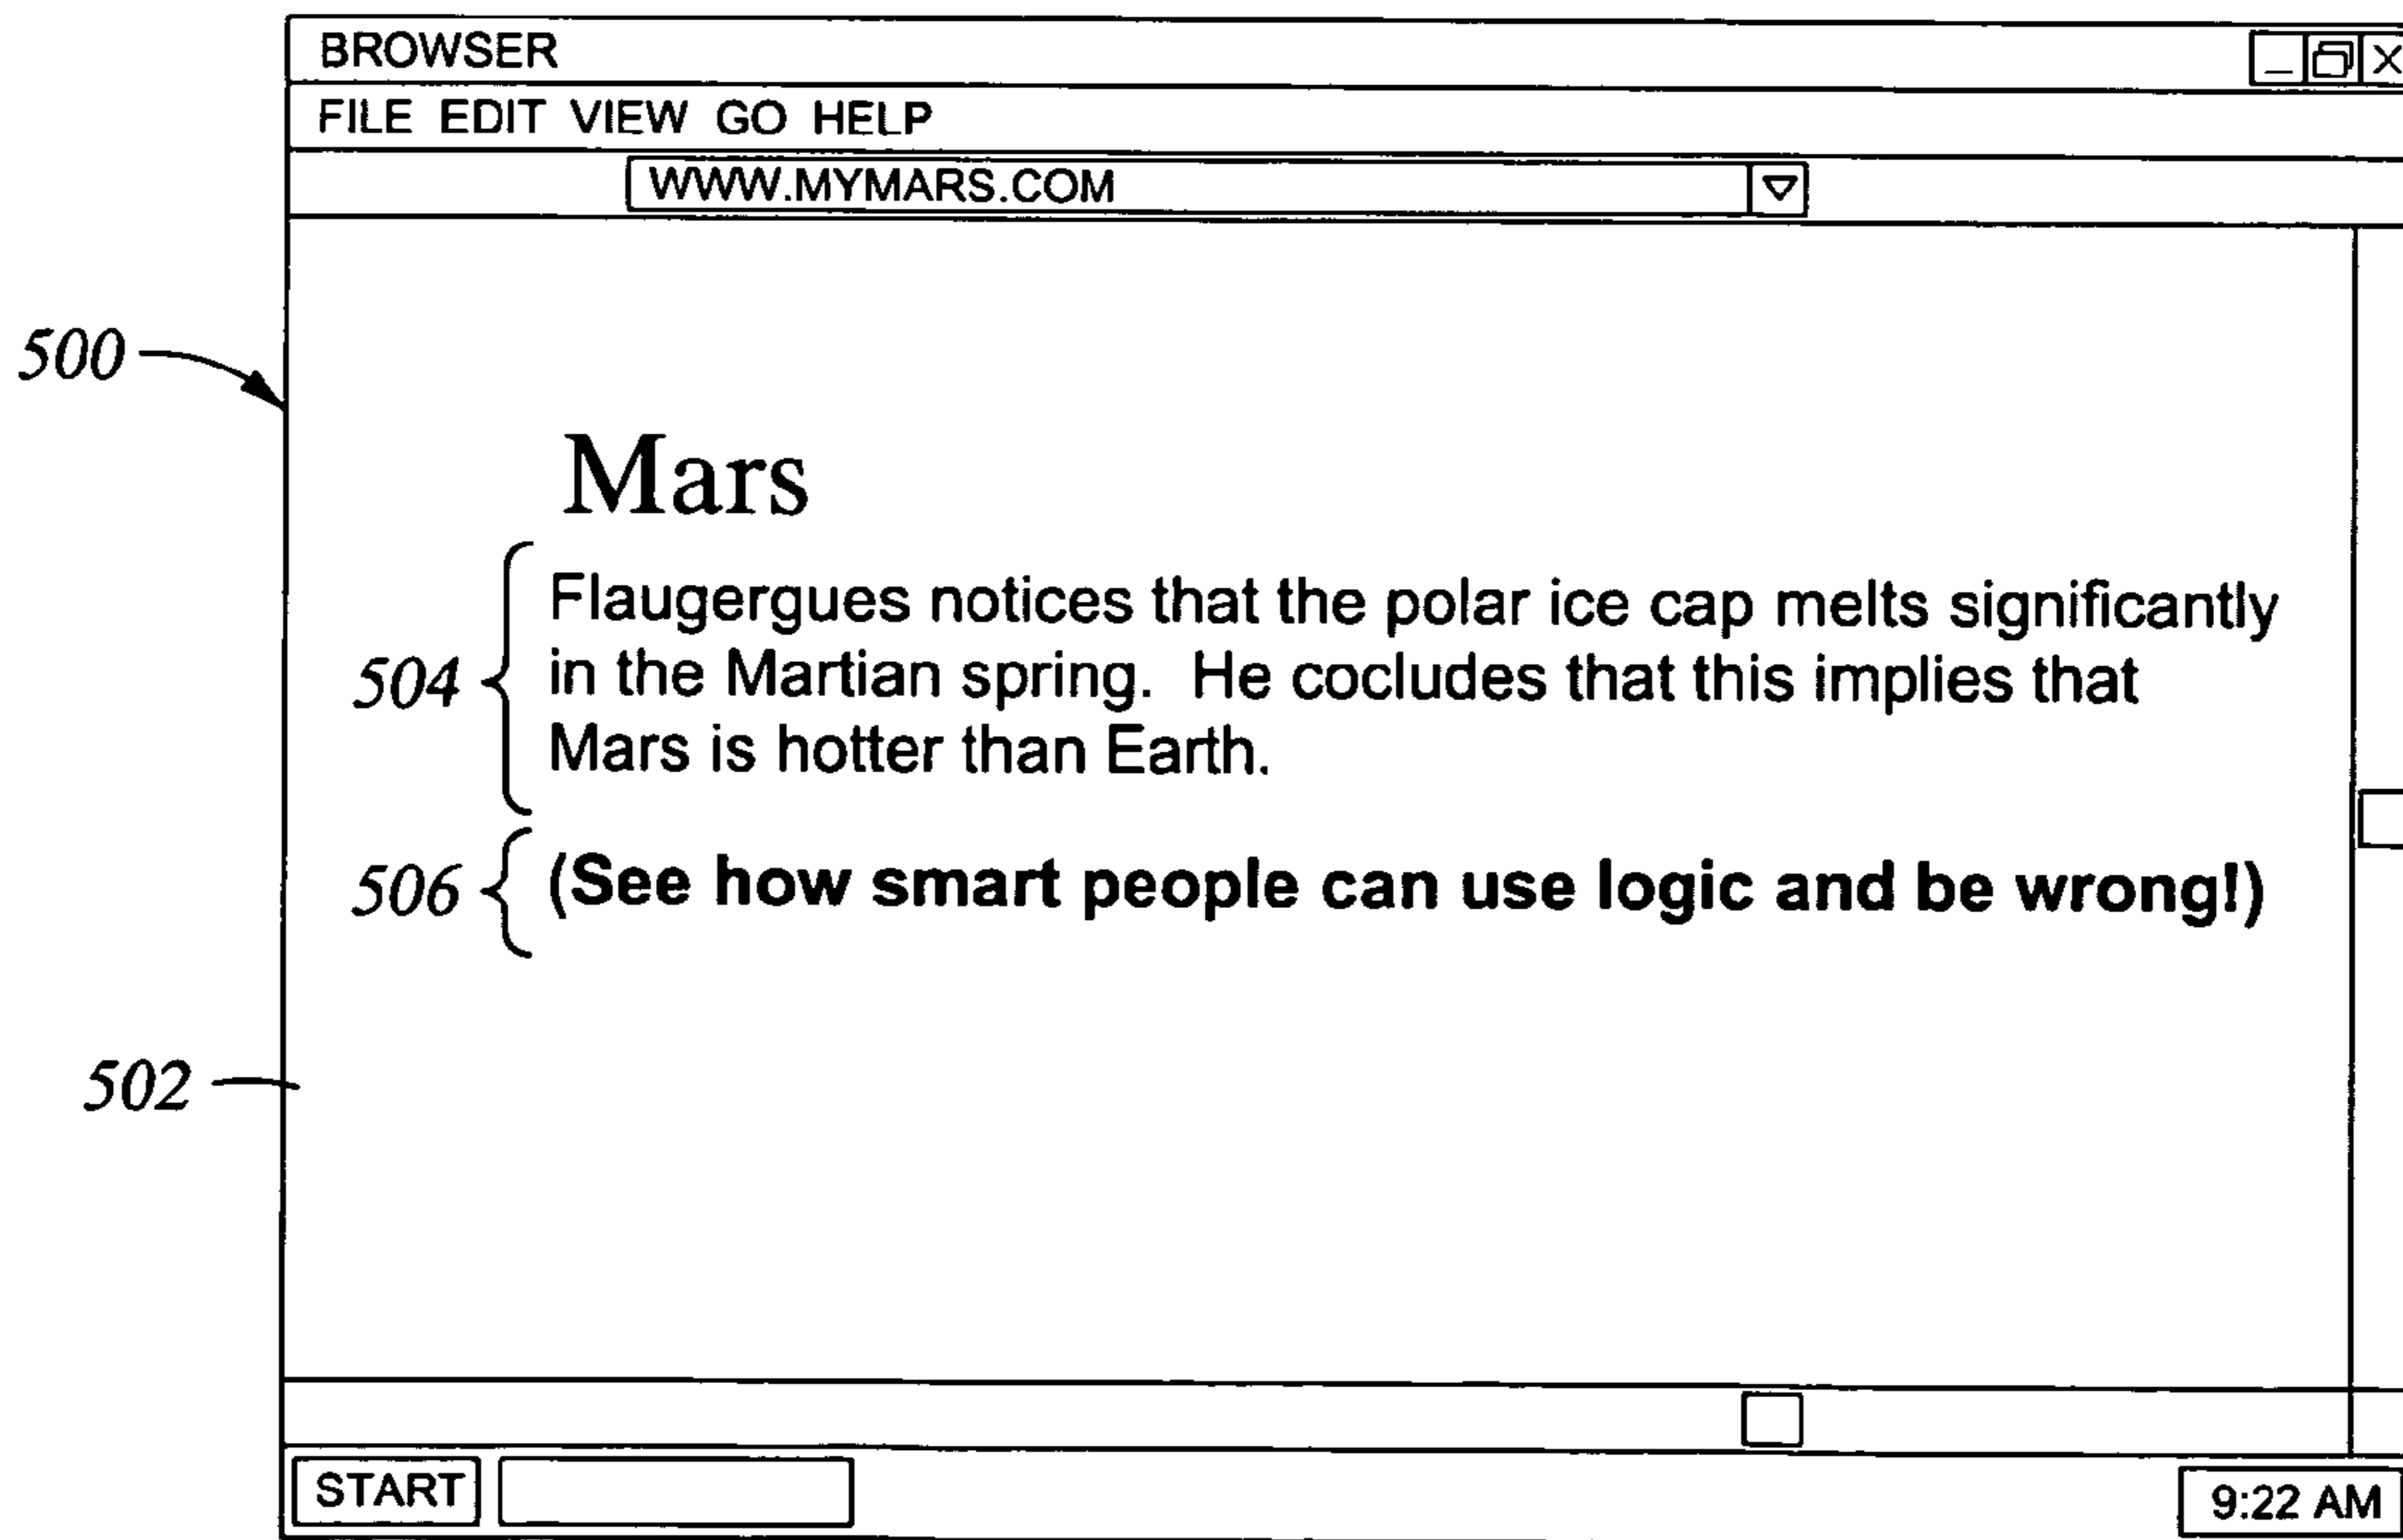 BROWSER
FILE EDIT VIEW GO HELP
WWW.MYMARS.COM
500
Mars
Flaugergues notices that the polar ice cap melts significantly
504 in the Martian spring. He cocludes that this implies that
Mars is hotter than Earth.
506 (See how smart people can use logic and be wrong!)
502
START
9:22 AM